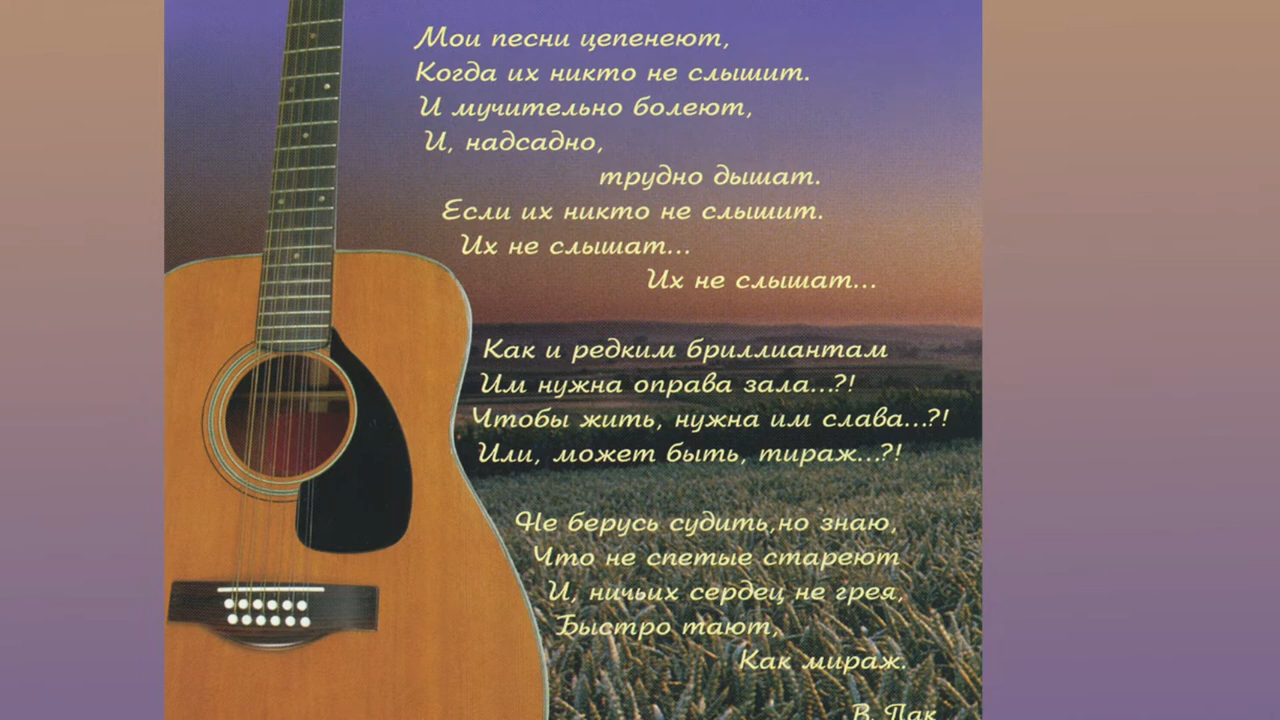 Мои песни цепенеют,
Когда их никто не слышит.
И мучительно болеют,
И, надсадно,
трудно дышат.
Если их никто не слышит.
Их не слышат...
Их не слышат...
Как и редким бриллиантам
Им нужна оправа зала...?!
Чтобы жить, нужна им слава...?!
Или, может быть, тираж...?!
Не берусь судить,но знаю,
Что не спетые стареют
И, ничьих сердец не грея,
Быстро тают,
Как мираж.
В. Пак